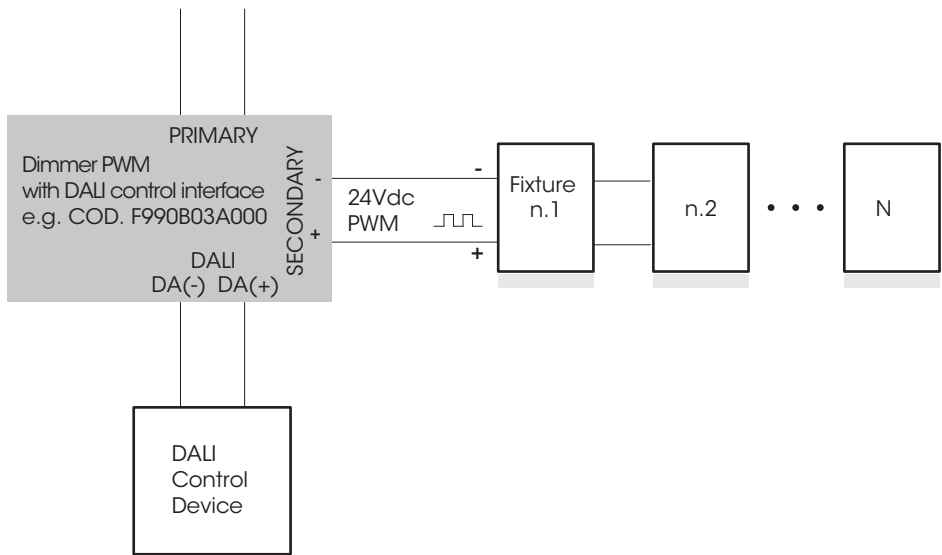 PRIMARY
Dimmer PWM
with DALI control interface
e.g. COD. F990B03A000
SECONDARY
-
+
DALI
DA(-) DA(+)
-
24Vdc
PWM
+
Fixture
n.1
n.2
• • •
N
DALI
Control
Device